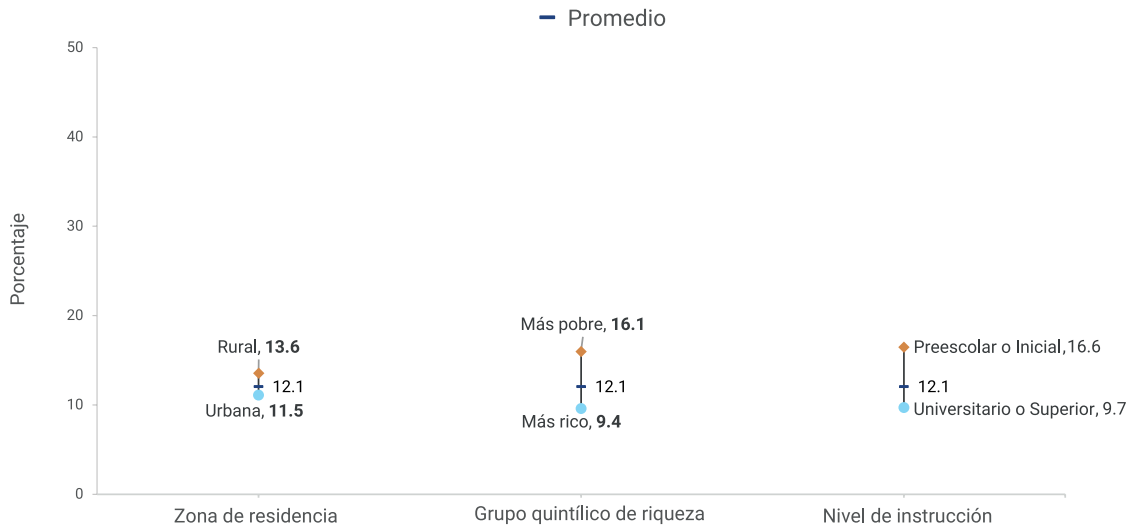 Promedio
Porcentaje
50
40
30
20
10
0
Rural, 13.6
12.1
Urbana, 11.5
Más pobre, 16.1
12.1
Más rico, 9.4
Preescolar o Inicial, 16.6
12.1
Universitario o Superior, 9.7
Zona de residencia
Grupo quintílico de riqueza
Nivel de instrucción